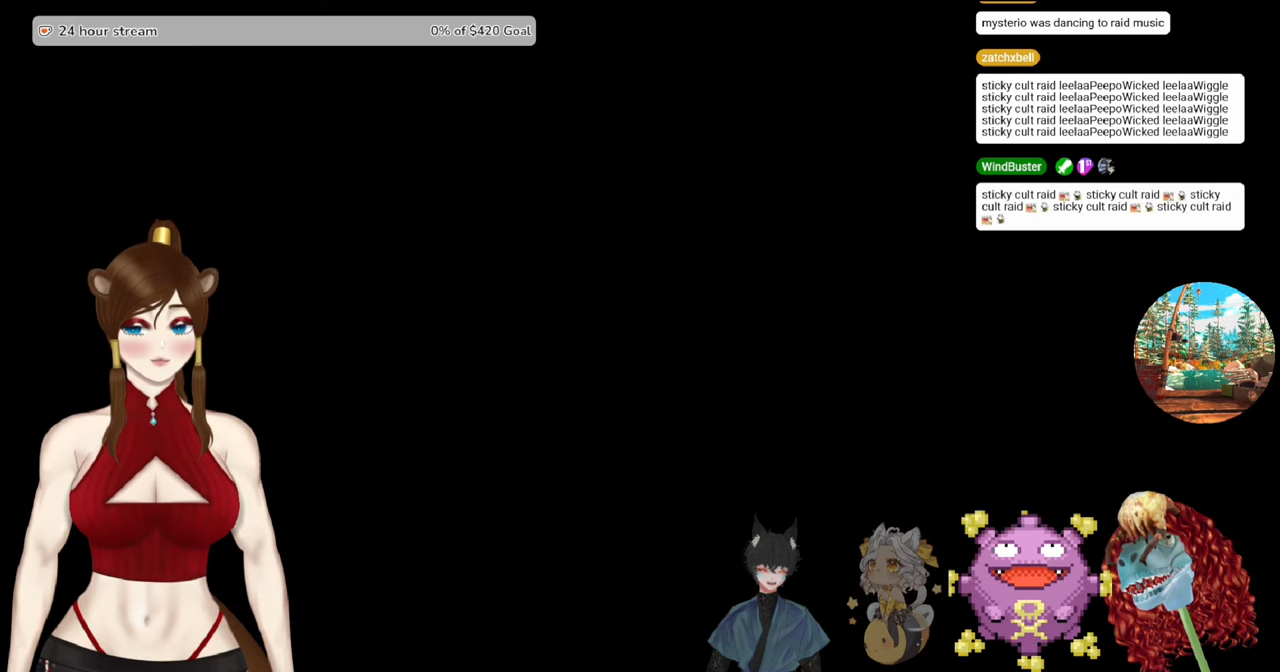 24 hour stream 0% of $420 Goal
mysterio was dancing to raid music
zatchxbell
sticky cult raid leelaaPeepoWicked leelaaWiggle
sticky cult raid leelaaPeepoWicked leelaaWiggle
sticky cult raid leelaaPeepoWicked leelaaWiggle
sticky cult raid leelaaPeepoWicked leelaaWiggle
sticky cult raid leelaaPeepoWicked leelaaWiggle
WindBuster
sticky cult raid sticky cult raid sticky
cult raid sticky cult raid sticky cult raid